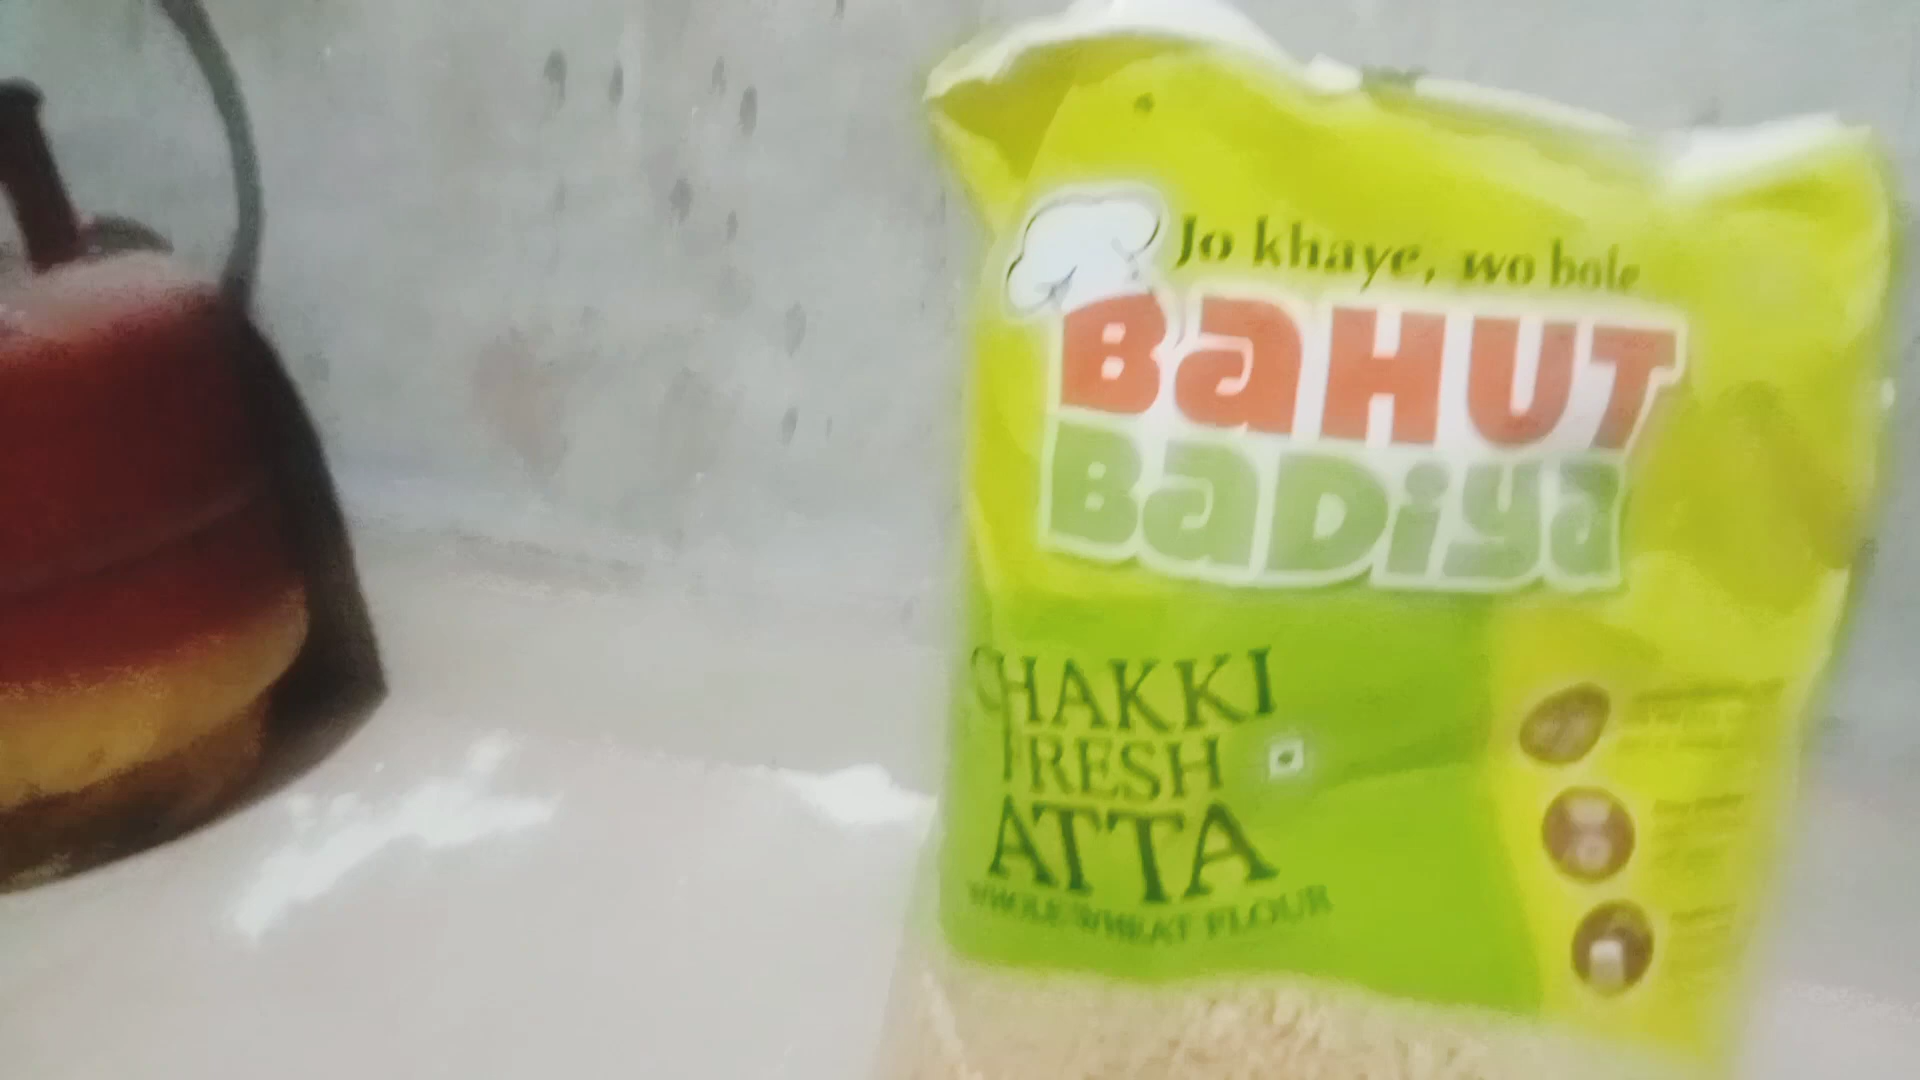 Jo khaye, wo bole
BAHUT
BADIYA
CHAKKI
FRESH
ATTA
WHOLE WHEAT FLOUR